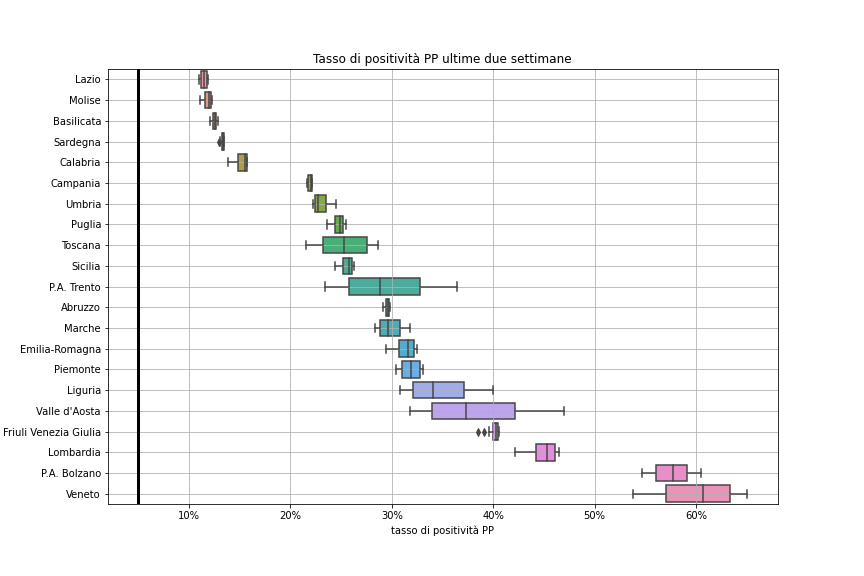 Tasso di positività PP ultime due settimane
Lazio
Molise
Basilicata
Sardegna
Calabria
Campania
Umbria
Puglia
Toscana
Sicilia
P.A. Trento
Abruzzo
Marche
Emilia-Romagna
Piemonte
Liguria
Valle d'Aosta
Friuli Venezia Giulia
Lombardia
P.A. Bolzano
Veneto
10% 20% 30% 40% 50% 60%
tasso di positività PP